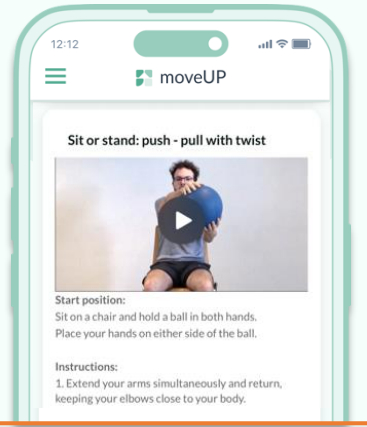 12:12
moveUP
Sit or stand: push - pull with twist
Start position:
Sit on a chair and hold a ball in both hands.
Place your hands on either side of the ball.
Instructions:
1. Extend your arms simultaneously and return,
keeping your elbows close to your body.